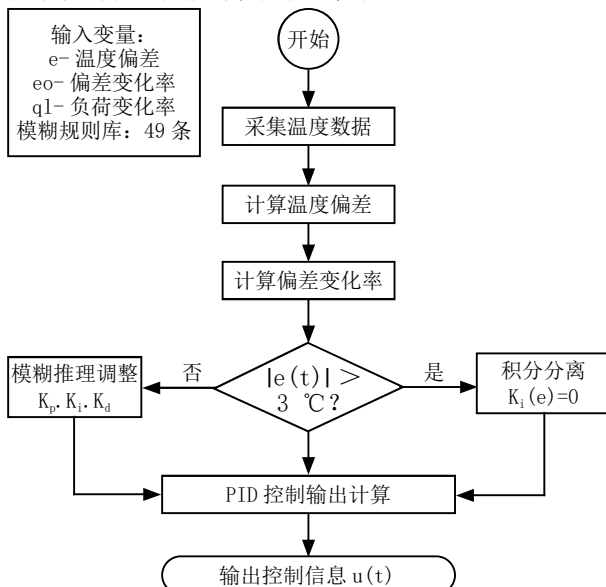 输入变量：
e- 温度偏差
eo- 偏差变化率
ql- 负荷变化率
模糊规则库：49 条
开始
采集温度数据
计算温度偏差
计算偏差变化率
|e(t)| >
3 ℃？
否
是
模糊推理调整
Kp.Ki.Kd
积分分离
Ki(e)=0
PID 控制输出计算
输出控制信息 u(t)